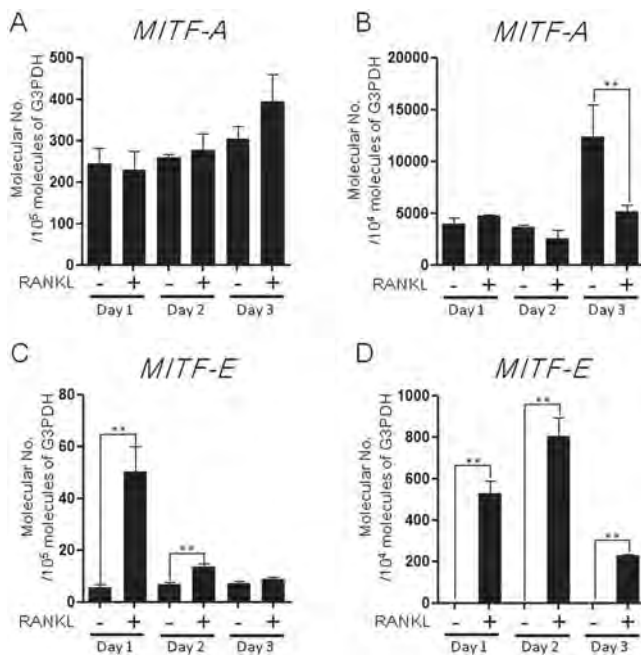 A
MITF-A
Molecular No.
/10⁵ molecules of G3PDH
500
400
300
200
100
0
RANKL - + - + - +
Day 1 Day 2 Day 3
B
MITF-A
Molecular No.
/10⁴ molecules of G3PDH
20000
15000
10000
5000
0
**
RANKL - + - + - +
Day 1 Day 2 Day 3
C
MITF-E
Molecular No.
/10⁵ molecules of G3PDH
80
60
40
20
0
**
**
RANKL - + - + - +
Day 1 Day 2 Day 3
D
MITF-E
Molecular No.
/10⁴ molecules of G3PDH
1000
800
600
400
200
0
**
**
**
RANKL - + - + - +
Day 1 Day 2 Day 3